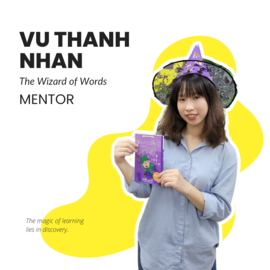 VU THANH
NHAN
The Wizard of Words
MENTOR
The magic of learning
lies in discovery.